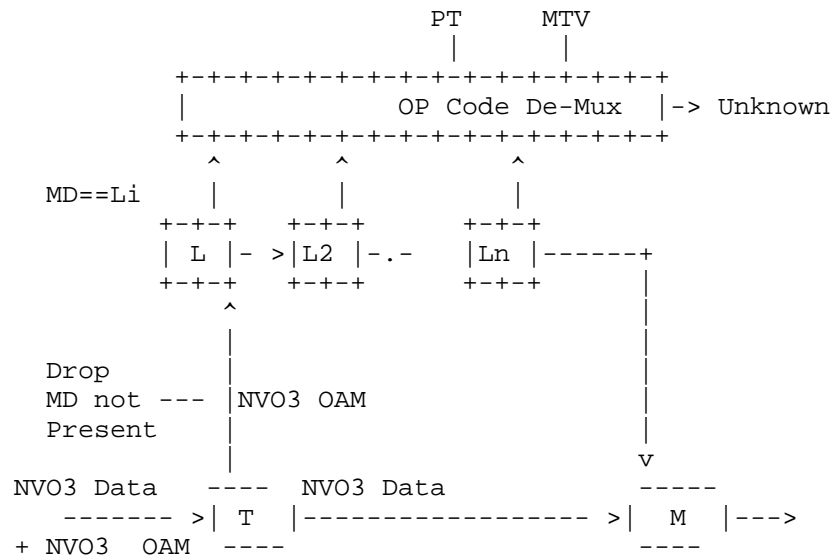 PT MTV
OP Code De-Mux -> Unknown
MD==Li
L L2 -.- Ln
Drop
MD not --- NVO3 OAM
Present
NVO3 Data NVO3 Data
T M
+ NVO3 OAM